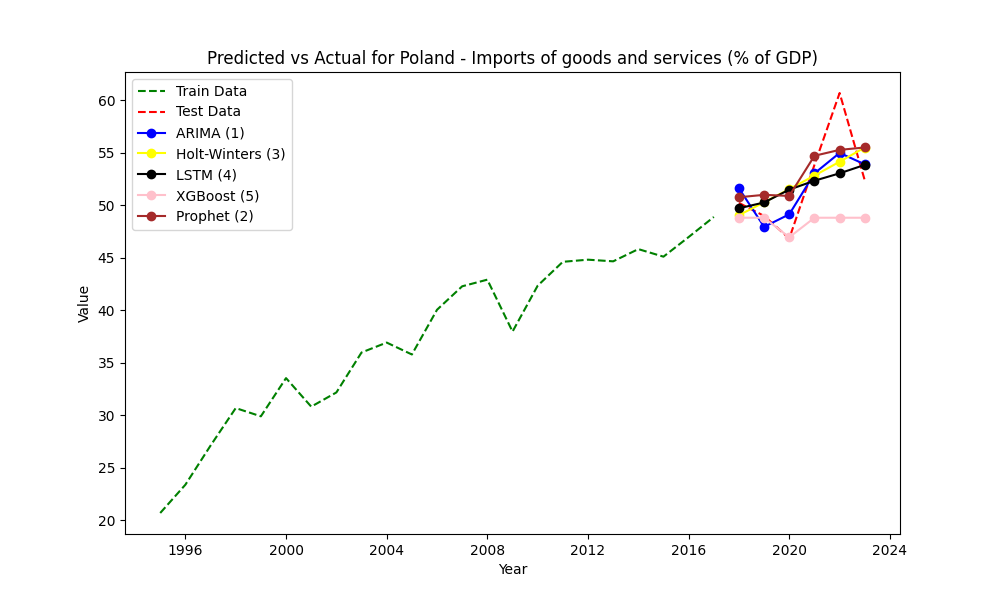 Predicted vs Actual for Poland - Imports of goods and services (% of GDP)
Train Data
Test Data
ARIMA (1)
Holt-Winters (3)
LSTM (4)
XGBoost (5)
Prophet (2)
60
55
50
45
40
35
30
25
20
Value
1996 2000 2004 2008 2012 2016 2020 2024
Year